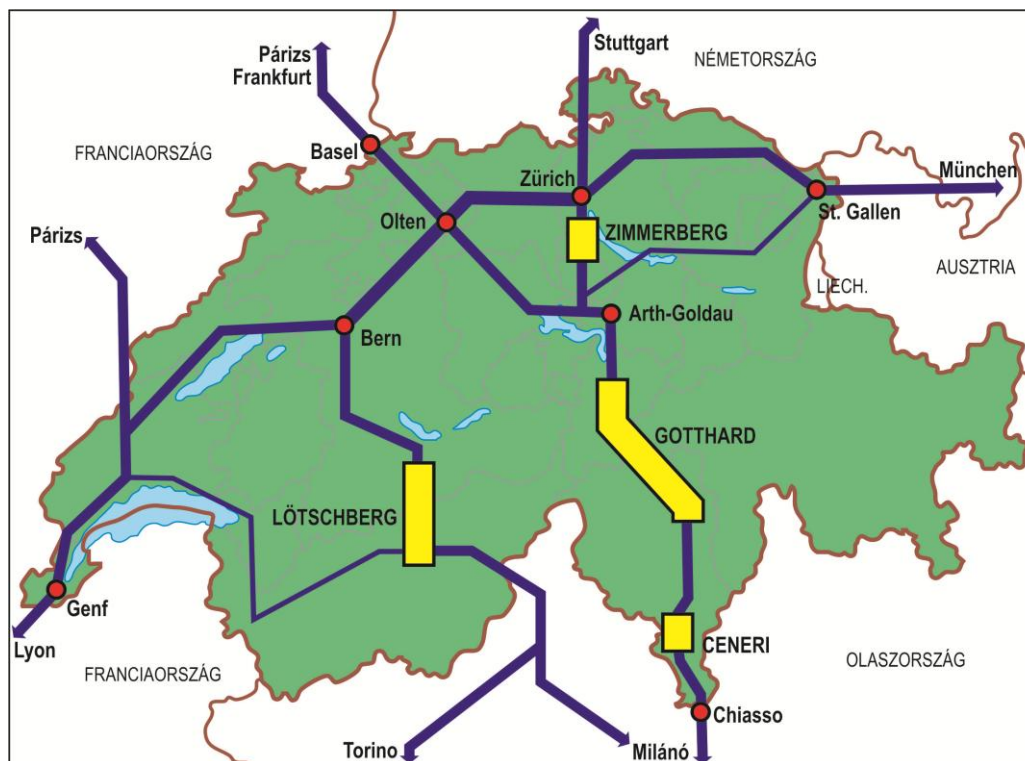 Stuttgart
Párizs
Frankfurt
NÉMETORSZÁG
Basel
FRANCIAORSZÁG
Zürich
München
St. Gallen
Olten
ZIMMERBERG
Párizs
AUSZTRIA
LIECH.
Arth-Goldau
Bern
GOTTHARD
LÖTSCHBERG
Genf
Lyon
CENERI
OLASZORSZÁG
FRANCIAORSZÁG
Chiasso
Torino
Milánó